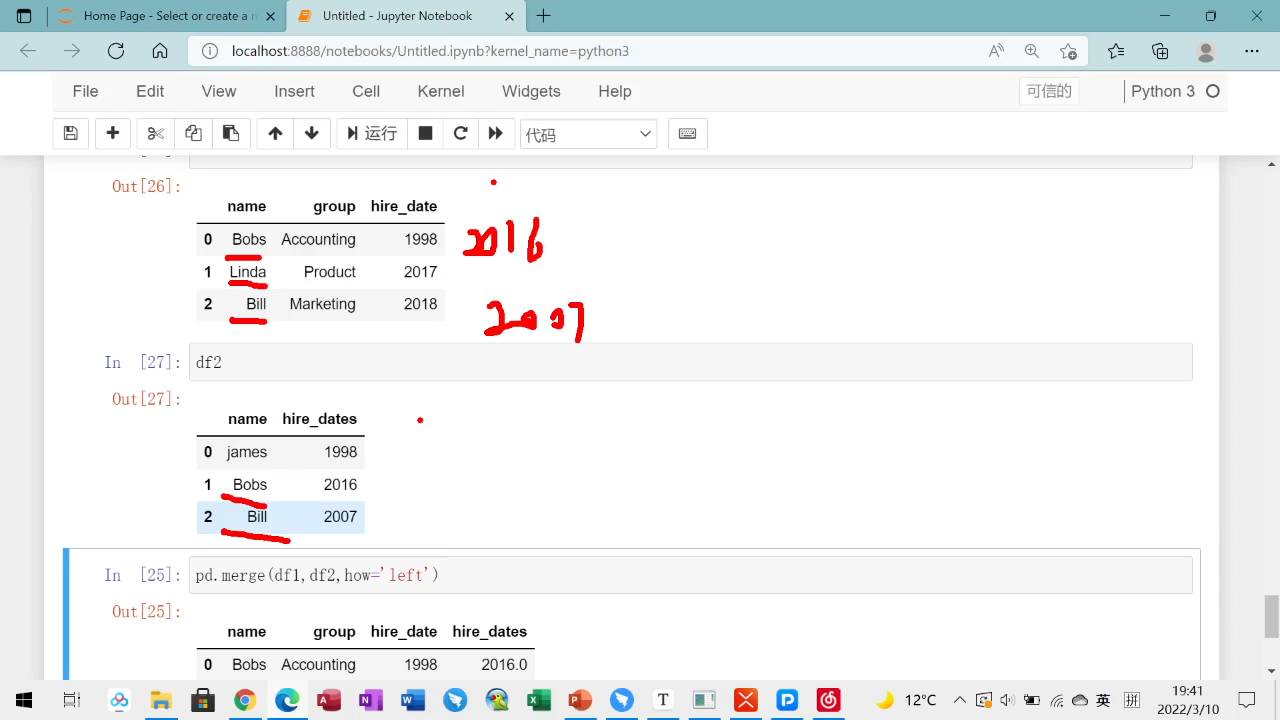 Home Page - Select or create a n
Untitled - Jupyter Notebook
localhost:8888/notebooks/Untitled.ipynb?kernel_name=python3
File Edit View Insert Cell Kernel Widgets Help 可信的 Python 3
运行 代码
Out[26]:
name group hire_date
0 Bobs Accounting 1998 2016
1 Linda Product 2017
2 Bill Marketing 2018 2007
In [27]: df2
Out[27]:
name hire_dates
0 james 1998
1 Bobs 2016
2 Bill 2007
In [25]: pd.merge(df1,df2,how='left')
Out[25]:
name group hire_date hire_dates
0 Bobs Accounting 1998 2016.0
12°C 英 拼 19:41
2022/3/10